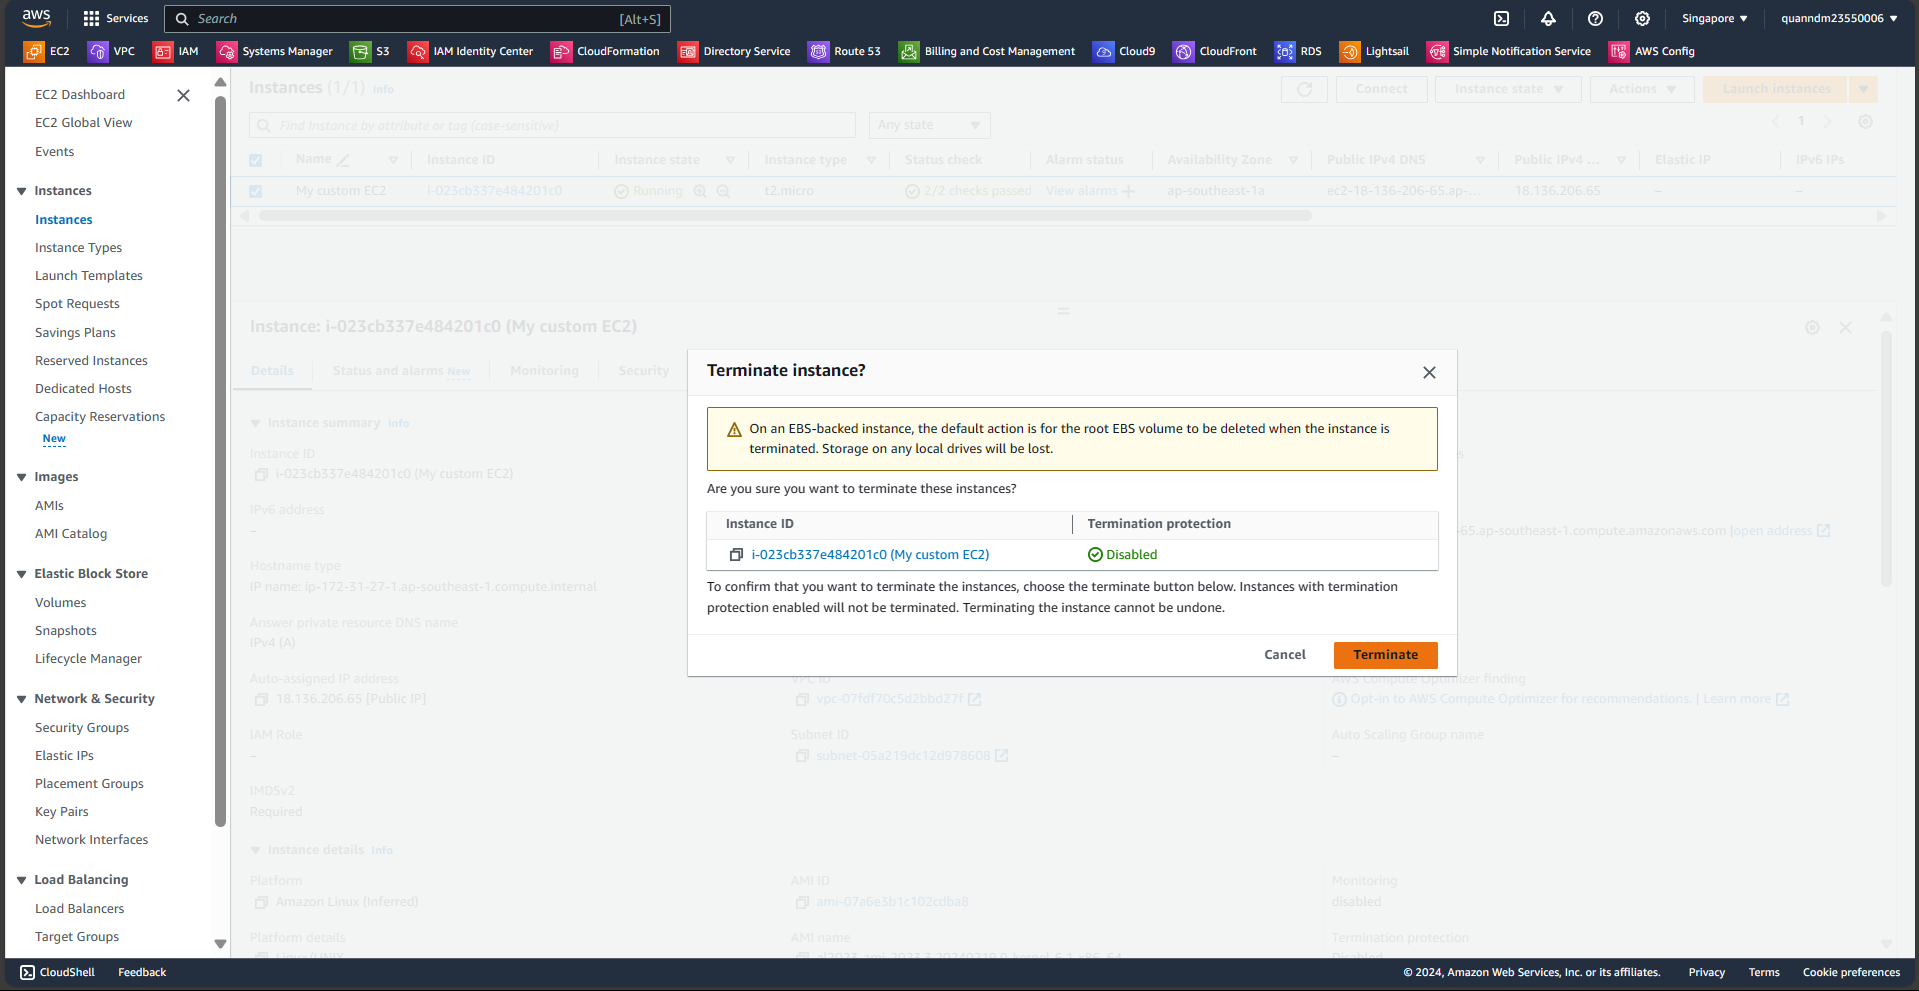 aws
Services
Search
[Alt+S]
Singapore ▼
quanndm23550006 ▼
EC2
VPC
IAM
Systems Manager
S3
IAM Identity Center
CloudFormation
Directory Service
Route 53
Billing and Cost Management
Cloud9
CloudFront
RDS
Lightsail
Simple Notification Service
AWS Config
EC2 Dashboard
EC2 Global View
Events
Instances
Instances
Instance Types
Launch Templates
Spot Requests
Savings Plans
Reserved Instances
Dedicated Hosts
Capacity Reservations
New
Images
AMIs
AMI Catalog
Elastic Block Store
Volumes
Snapshots
Lifecycle Manager
Network & Security
Security Groups
Elastic IPs
Placement Groups
Key Pairs
Network Interfaces
Load Balancing
Load Balancers
Target Groups
Instances (1/1) Info
Connect
Instance state ▼
Actions ▼
Launch instances
Find Instance by attribute or tag (case-sensitive)
Any state
1
Name
Instance ID
Instance state
Instance type
Status check
Alarm status
Availability Zone
Public IPv4 DNS
Public IPv4 ...
Elastic IP
IPv6 IPs
My custom EC2
i-023cb337e484201c0
Running
t2.micro
2/2 checks passed
View alarms +
ap-southeast-1a
ec2-18-136-206-65.ap-...
18.136.206.65
–
–
Instance: i-023cb337e484201c0 (My custom EC2)
Details
Status and alarms New
Monitoring
Security
Instance summary Info
Instance ID
i-023cb337e484201c0 (My custom EC2)
IPv6 address
–
-65.ap-southeast-1.compute.amazonaws.com |open address
Hostname type
IP name: ip-172-31-27-1.ap-southeast-1.compute.internal
Answer private resource DNS name
IPv4 (A)
Terminate instance?
On an EBS-backed instance, the default action is for the root EBS volume to be deleted when the instance is
terminated. Storage on any local drives will be lost.
Are you sure you want to terminate these instances?
Instance ID
Termination protection
i-023cb337e484201c0 (My custom EC2)
Disabled
To confirm that you want to terminate the instances, choose the terminate button below. Instances with termination
protection enabled will not be terminated. Terminating the instance cannot be undone.
Cancel
Terminate
Auto-assigned IP address
18.136.206.65 [Public IP]
VPC ID
vpc-07fdf70c5d2bbd27f
AWS Compute Optimizer finding
Opt-in to AWS Compute Optimizer for recommendations. | Learn more
IAM Role
–
Subnet ID
subnet-05a219dc12d978608
Auto Scaling Group name
–
IMDSv2
Required
Instance details Info
Platform
Amazon Linux (Inferred)
AMI ID
ami-07a6e3b1c102cdba8
Monitoring
disabled
Platform details
Linux/UNIX
AMI name
al2023-ami-2023.3.20240319.0-kernel-6.1-x86_64
Termination protection
Disabled
CloudShell
Feedback
© 2024, Amazon Web Services, Inc. or its affiliates.
Privacy
Terms
Cookie preferences